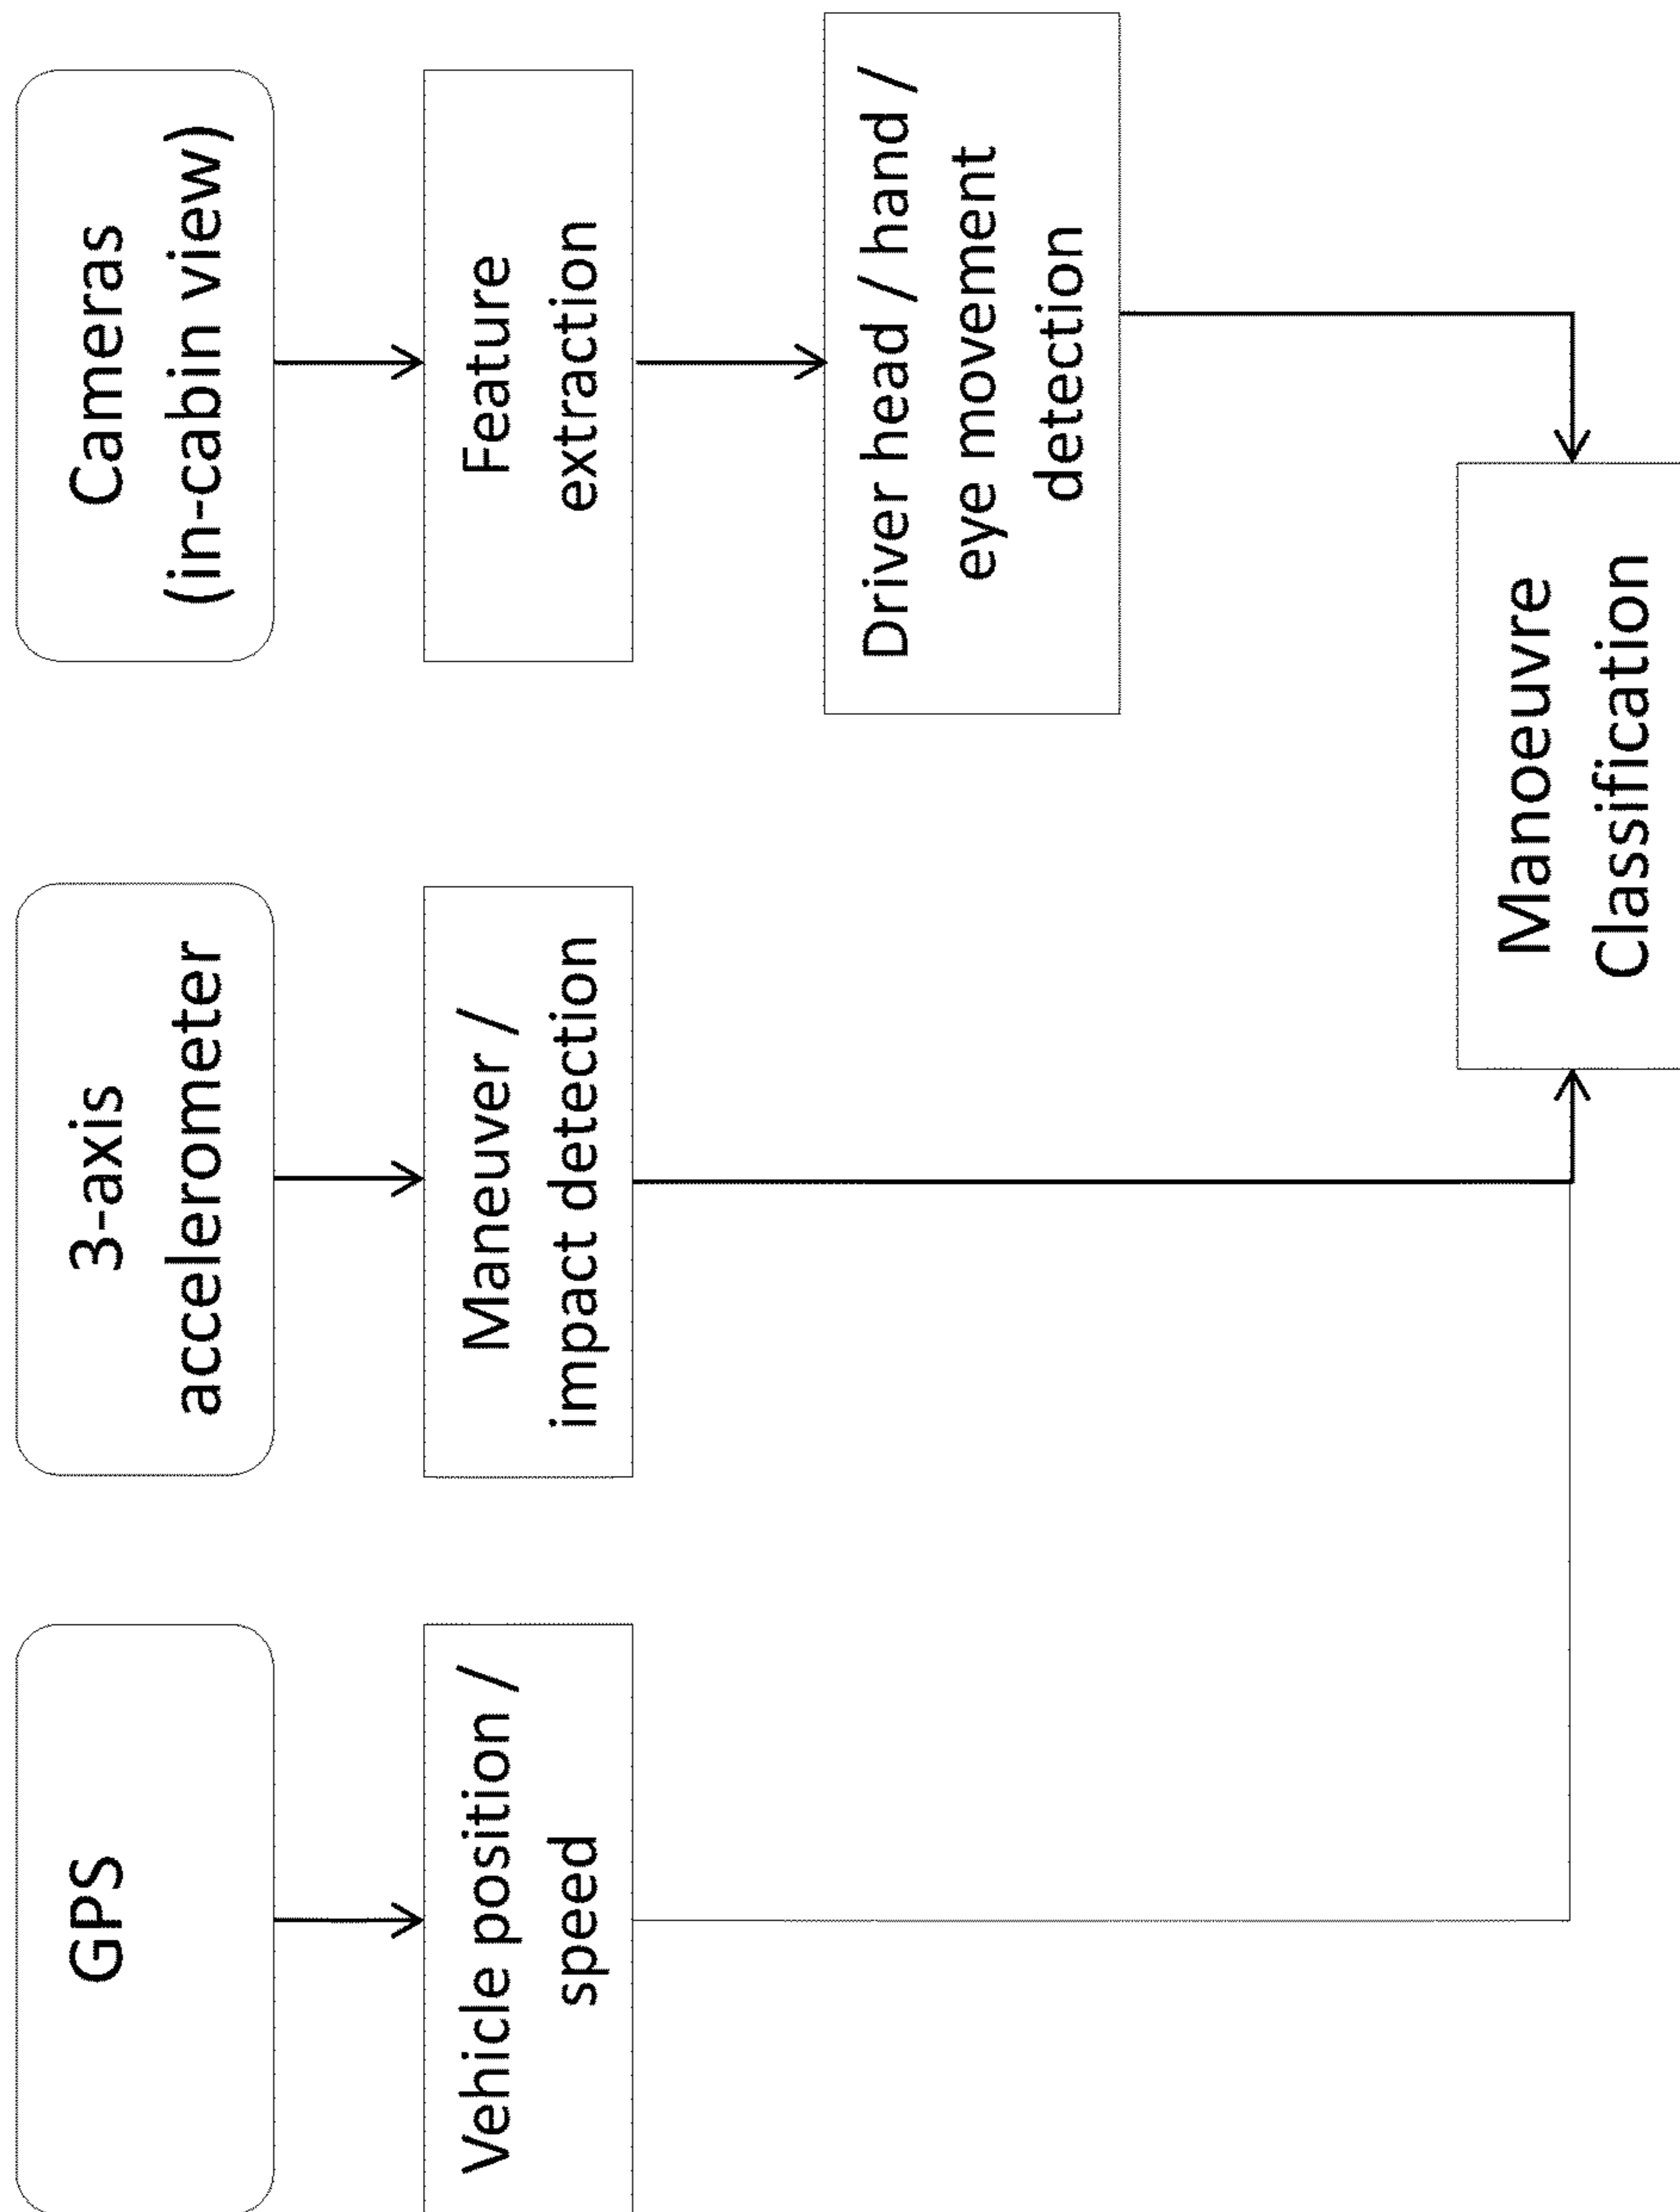 GPS
3-axis
accelerometer
Cameras
(in-cabin view)
Vehicle position /
speed
Maneuver /
impact detection
Feature
extraction
Driver head / hand /
eye movement
detection
Manoeuvre
Classification